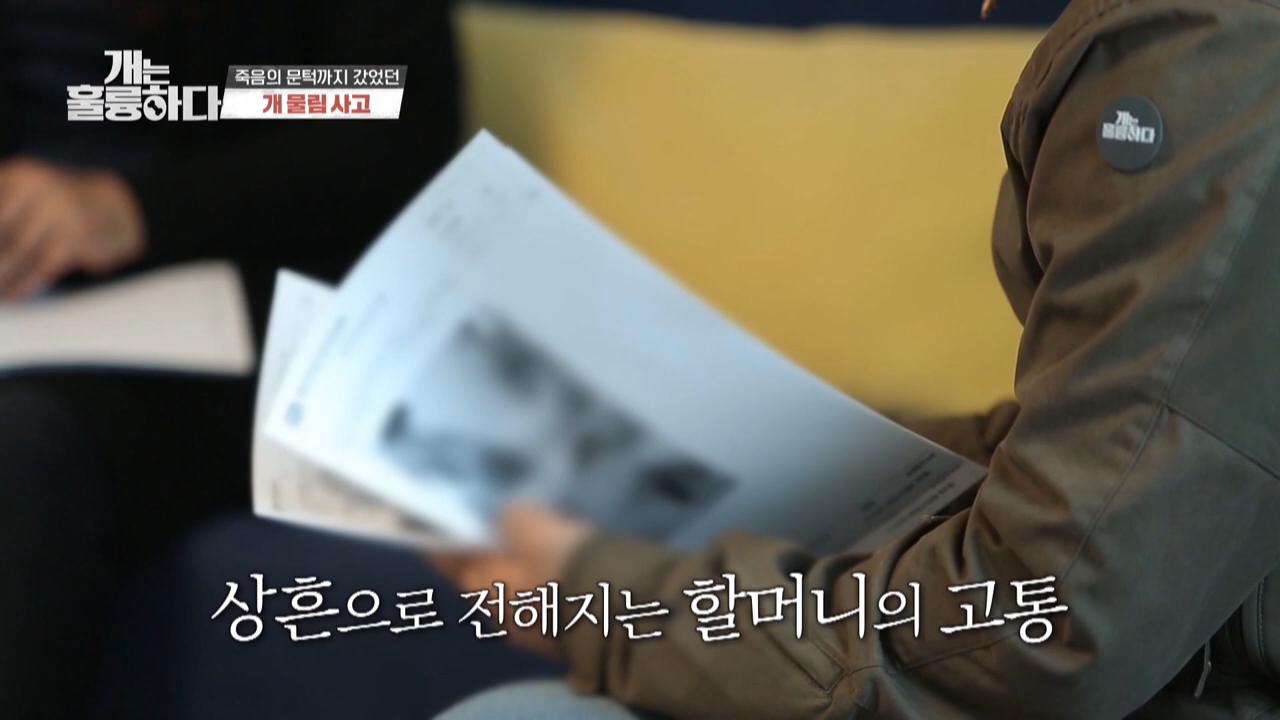 개는
훌륭하다
죽음의 문턱까지 갔었던
개 물림 사고
개는
훌륭하다
상흔으로 전해지는 할머니의 고통